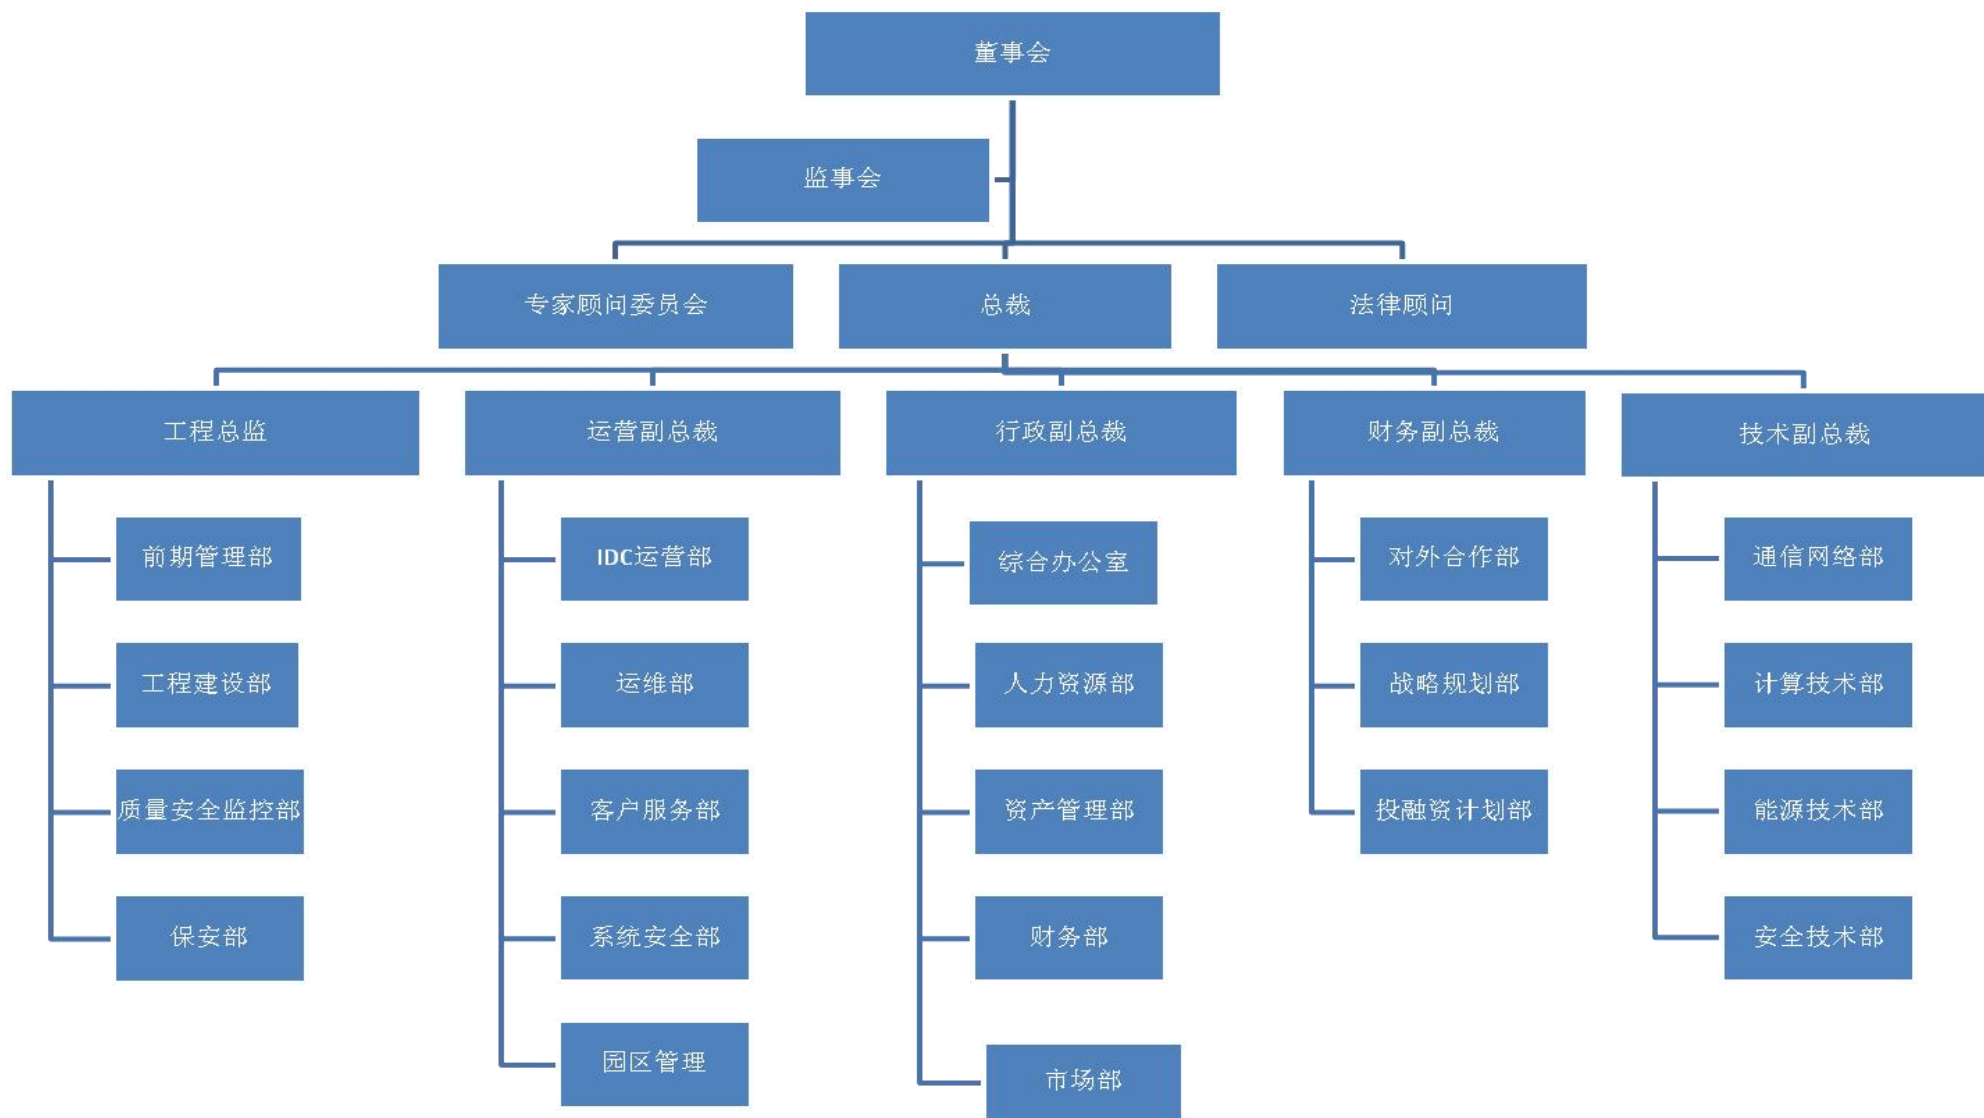 董事会
监事会
专家顾问委员会
总裁
法律顾问
工程总监
运营副总裁
行政副总裁
财务副总裁
技术副总裁
前期管理部
工程建设部
质量安全监控部
保安部
IDC运营部
运维部
客户服务部
系统安全部
园区管理
综合办公室
人力资源部
资产管理部
财务部
市场部
对外合作部
战略规划部
投融资计划部
通信网络部
计算技术部
能源技术部
安全技术部